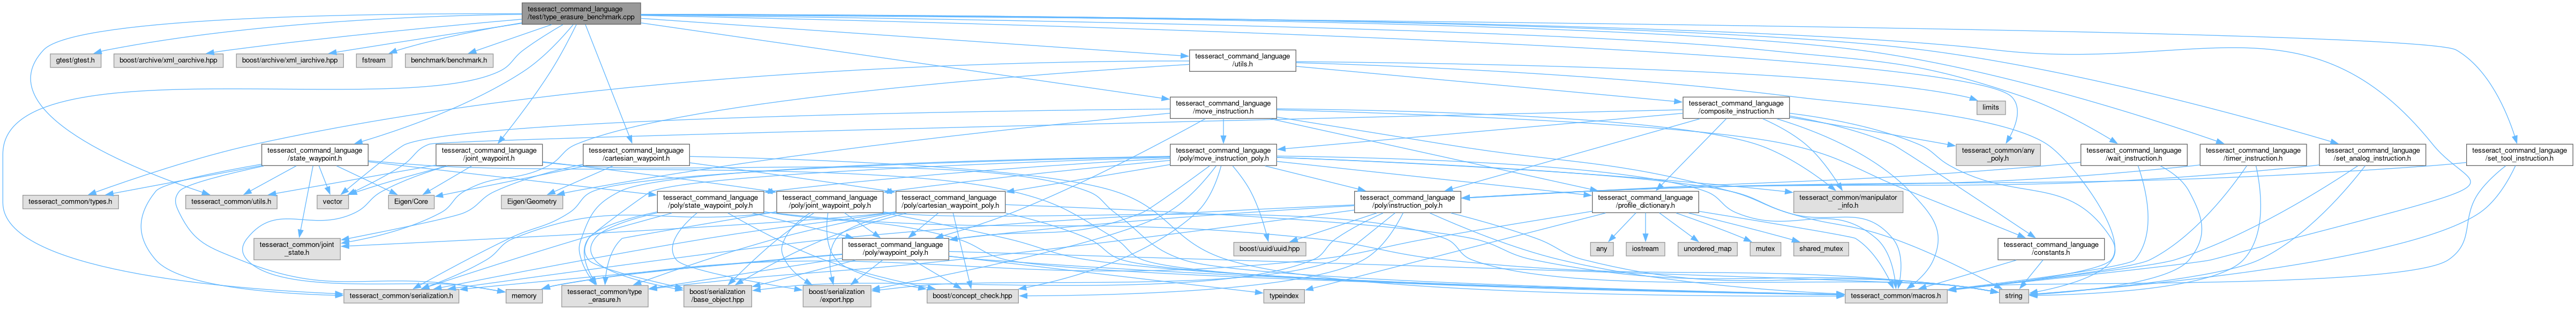 tesseract_command_language
/test/type_erasure_benchmark.cpp
gtest/gtest.h
boost/archive/xml_oarchive.hpp
boost/archive/xml_iarchive.hpp
fstream
benchmark/benchmark.h
tesseract_command_language
/utils.h
tesseract_command_language
/move_instruction.h
tesseract_command_language
/composite_instruction.h
limits
tesseract_command_language
/state_waypoint.h
tesseract_command_language
/joint_waypoint.h
tesseract_command_language
/cartesian_waypoint.h
tesseract_command_language
/poly/move_instruction_poly.h
tesseract_common/any
_poly.h
tesseract_command_language
/wait_instruction.h
tesseract_command_language
/timer_instruction.h
tesseract_command_language
/set_analog_instruction.h
tesseract_command_language
/set_tool_instruction.h
tesseract_common/types.h
tesseract_common/utils.h
vector
Eigen/Core
Eigen/Geometry
tesseract_command_language
/poly/state_waypoint_poly.h
tesseract_command_language
/poly/joint_waypoint_poly.h
tesseract_command_language
/poly/cartesian_waypoint_poly.h
tesseract_command_language
/poly/instruction_poly.h
tesseract_command_language
/profile_dictionary.h
tesseract_common/manipulator
_info.h
tesseract_common/joint
_state.h
tesseract_command_language
/poly/waypoint_poly.h
boost/uuid/uuid.hpp
any
iostream
unordered_map
mutex
shared_mutex
tesseract_command_language
/constants.h
tesseract_common/serialization.h
memory
tesseract_common/type
_erasure.h
boost/serialization
/base_object.hpp
boost/serialization
/export.hpp
boost/concept_check.hpp
typeindex
tesseract_common/macros.h
string